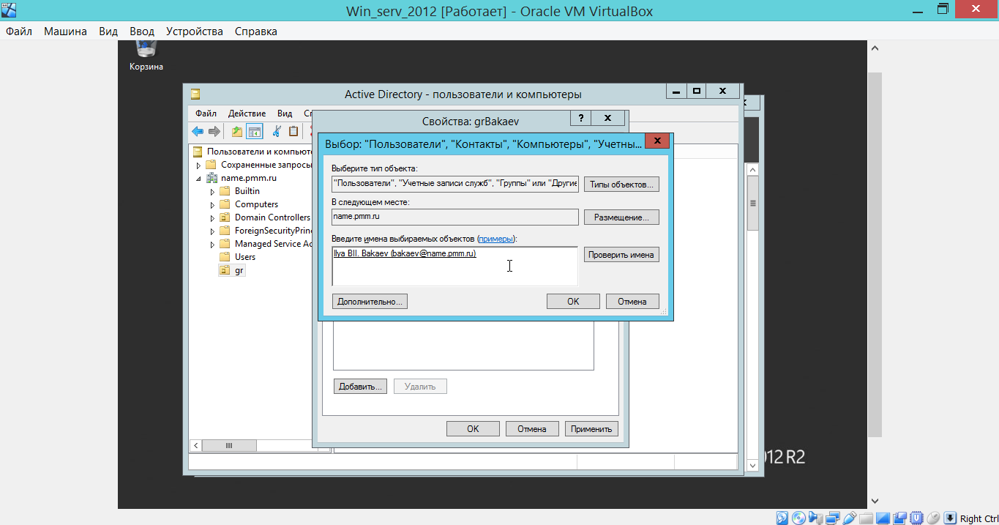 Win_serv_2012 [Работает] - Oracle VM VirtualBox
Файл Машина Вид Ввод Устройства Справка
Корзина
Active Directory - пользователи и компьютеры
Файл Действие Вид
Свойства: grBakaev
Выбор: "Пользователи", "Контакты", "Компьютеры", "Учетны...
Пользователи и компьют
Сохраненные запросы
name.pmm.ru
Builtin
Computers
Domain Controllers
ForeignSecurityPrinc
Managed Service Ac
Users
gr
Выберите тип объекта:
"Пользователи", "Учетные записи служб", "Группы" или "Другие
Типы объектов...
В следующем месте:
name.pmm.ru
Размещение...
Введите имена выбираемых объектов (примеры):
Ilya BII. Bakaev (bakaev@name.pmm.ru)
Проверить имена
Дополнительно... ОК Отмена
Добавить... Удалить
ОК Отмена Применить
012 R2
Right Ctrl